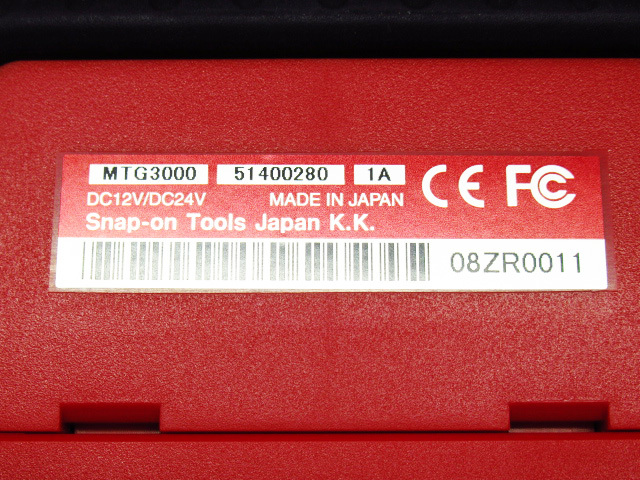 MTG3000 51400280 1A CE FC
DC12V/DC24V MADE IN JAPAN
Snap-on Tools Japan K.K.
08ZR0011